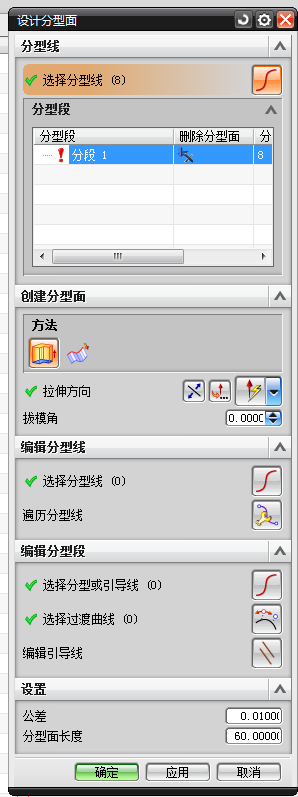 设计分型面
分型线
选择分型线 (8)
分型段
分型段 删除分型面 分
分段 1 8
创建分型面
方法
拉伸方向
拔模角 0.0000
编辑分型线
选择分型线 (0)
遍历分型线
编辑分型段
选择分型或引导线 (0)
选择过渡曲线 (0)
编辑引导线
设置
公差 0.01000
分型面长度 60.00000
确定 应用 取消